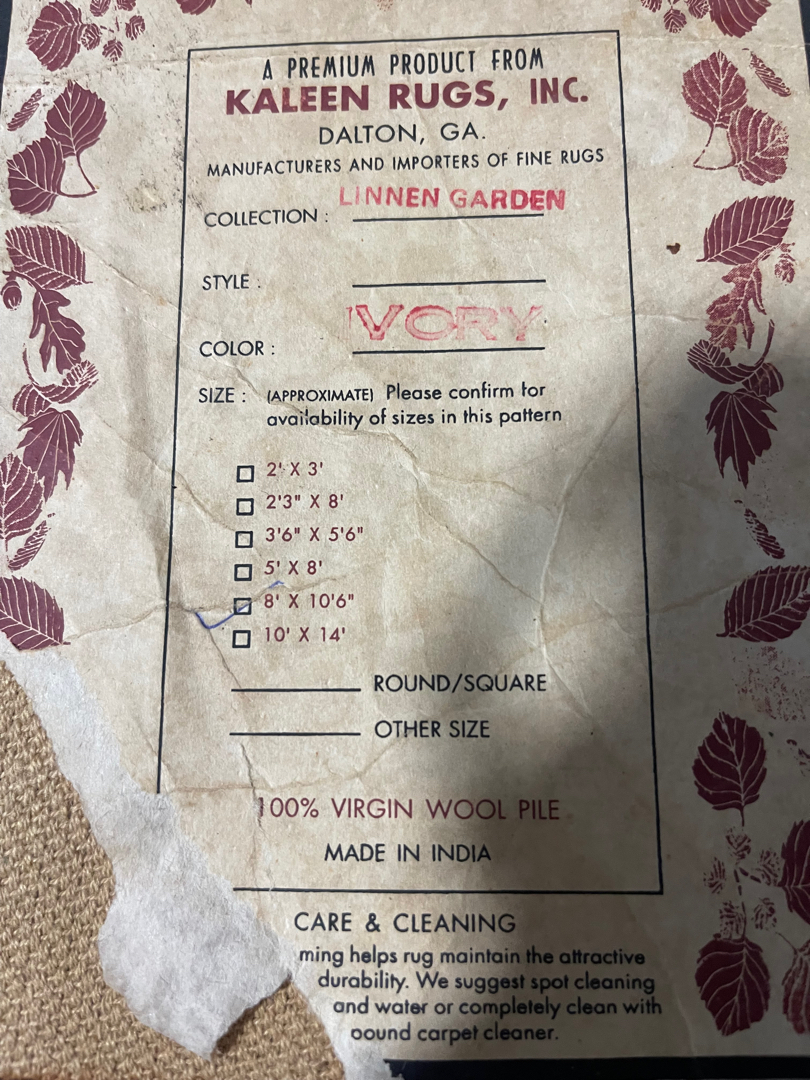 A PREMIUM PRODUCT FROM
KALEEN RUGS, INC.
DALTON, GA.
MANUFACTURERS AND IMPORTERS OF FINE RUGS
COLLECTION : LINNEN GARDEN
STYLE :
COLOR : IVORY
SIZE : (APPROXIMATE) Please confirm for
availability of sizes in this pattern
2' X 3'
2'3" X 8'
3'6" X 5'6"
5' X 8'
8' X 10'6"
10' X 14'
ROUND/SQUARE
OTHER SIZE
100% VIRGIN WOOL PILE
MADE IN INDIA
CARE & CLEANING
ming helps rug maintain the attractive
durability. We suggest spot cleaning
and water or completely clean with
ound carpet cleaner.